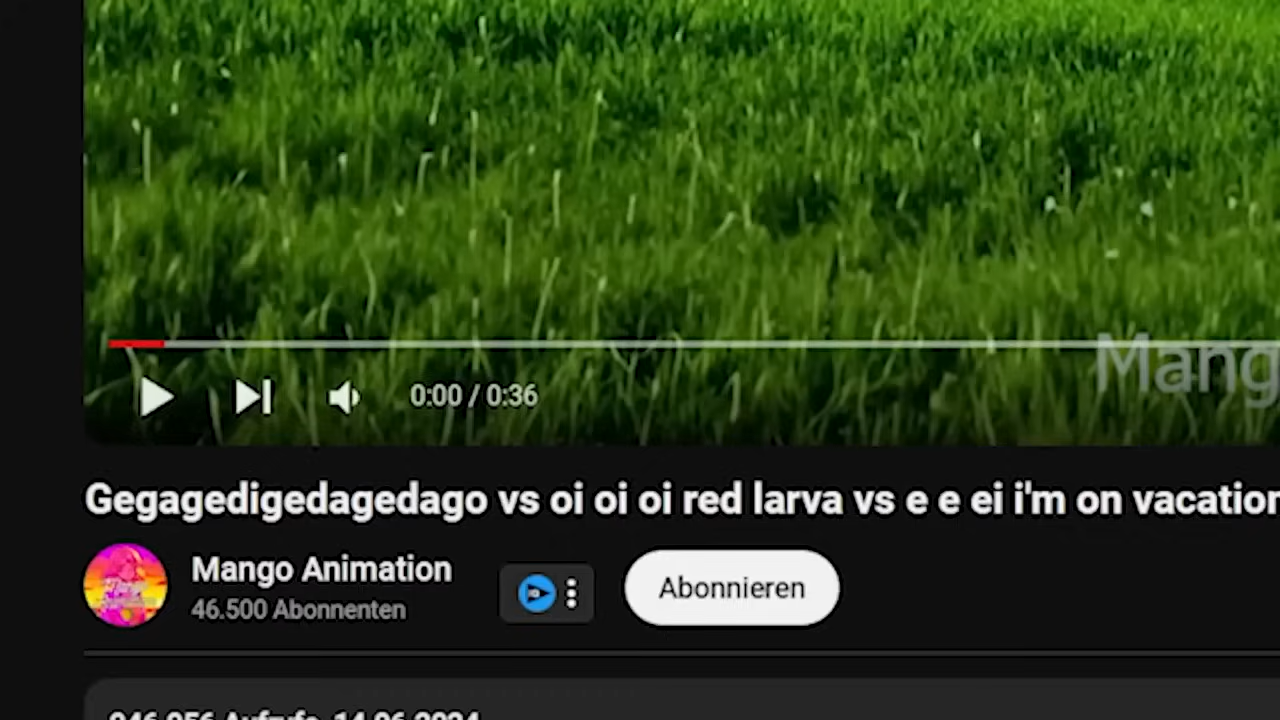 Mang
0:00 / 0:36
Gegagedigedagedago vs oi oi oi red larva vs e e ei i'm on vacation
Mango Animation
46.500 Abonnenten
Abonnieren